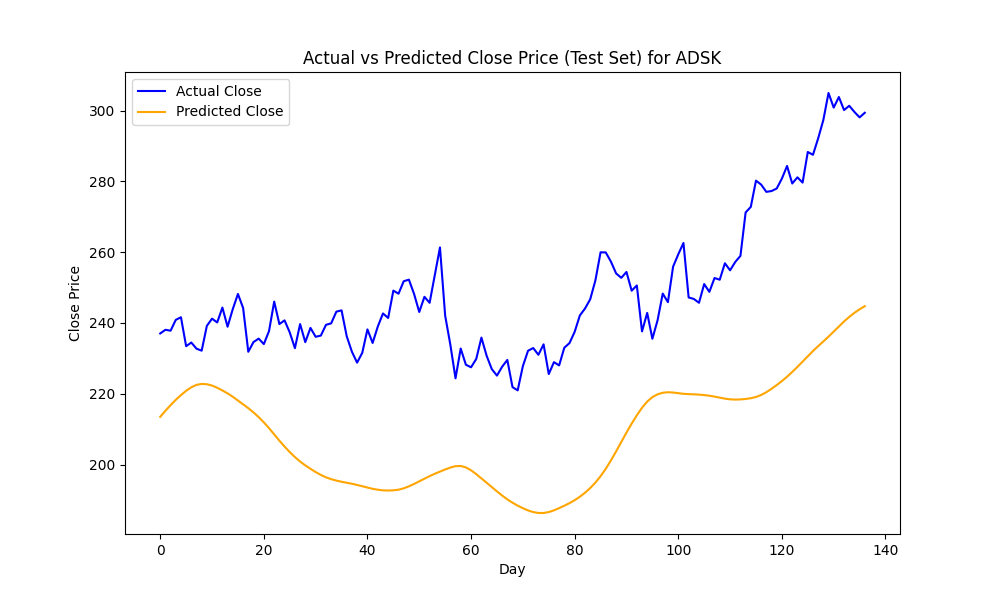 Actual vs Predicted Close Price (Test Set) for ADSK
Actual Close
Predicted Close
Close Price
300
280
260
240
220
200
0 20 40 60 80 100 120 140
Day